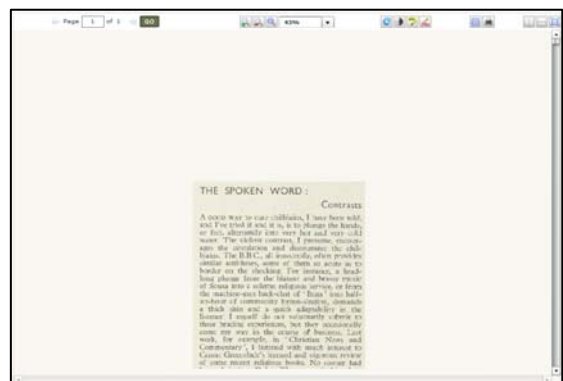 Page 1 of 1 GO 63%
THE SPOKEN WORD :
Contrasts
A GOOD WAY to cure chilblains, I have been told,
and I've tried it and it is, is to plunge the hands,
or feet, alternately into very hot and very cold
water. The violent contrast, I presume, encour-
ages the circulation and discourages the chil-
blains. The B.B.C., all innocently, often provides
similar antitheses, some of them so acute as to
border on the shocking. For instance, a head-
long plunge from the blatant and brassy music
of Sousa into a solemn religious service, or from
the machine-gun back-chat of 'Itma' into half-
an-hour of community hymn-singing, demands
a thick skin and a quick adaptability in the
listener. I myself do not voluntarily submit to
these bracing experiences, but they occasionally
come my way in the course of business. Last
week, for example, in 'Christian News and
Commentary', I listened with much interest to
Canon Greenslade's learned and vigorous review
of some recent religious books. No sooner had